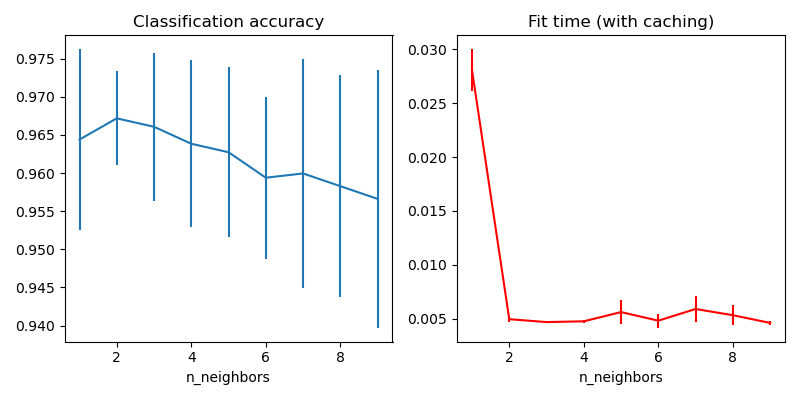 Classification accuracy
0.975
0.970
0.965
0.960
0.955
0.950
0.945
0.940
2 4 6 8
n_neighbors
Fit time (with caching)
0.030
0.025
0.020
0.015
0.010
0.005
2 4 6 8
n_neighbors